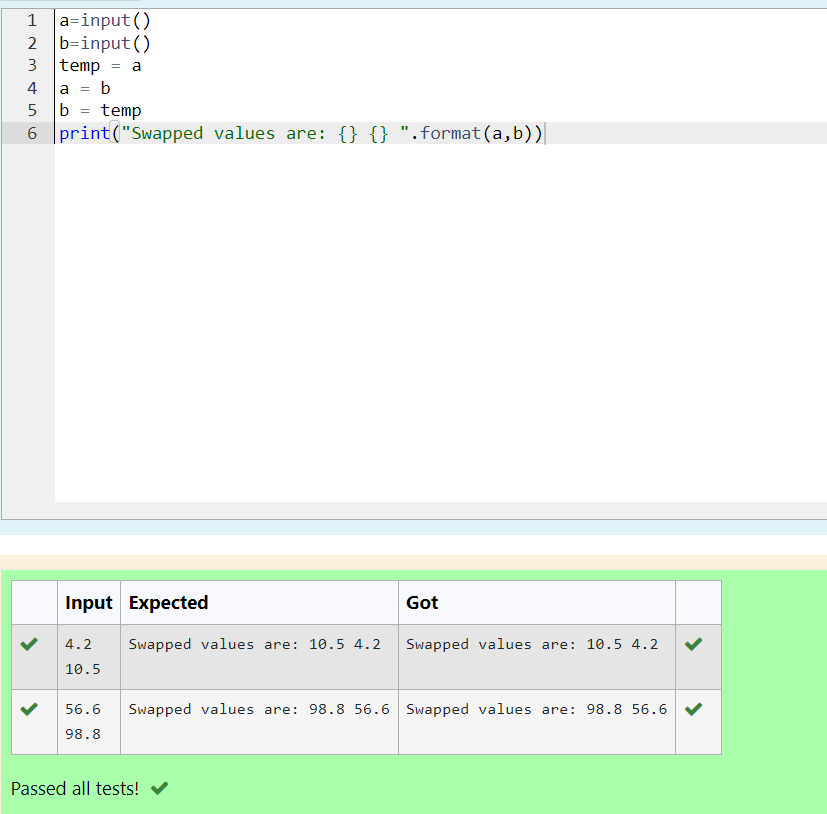 1 a=input()
2 b=input()
3 temp = a
4 a = b
5 b = temp
6 print("Swapped values are: {} {} ".format(a,b))
Input Expected Got
4.2 Swapped values are: 10.5 4.2 Swapped values are: 10.5 4.2
10.5
56.6 Swapped values are: 98.8 56.6 Swapped values are: 98.8 56.6
98.8
Passed all tests!